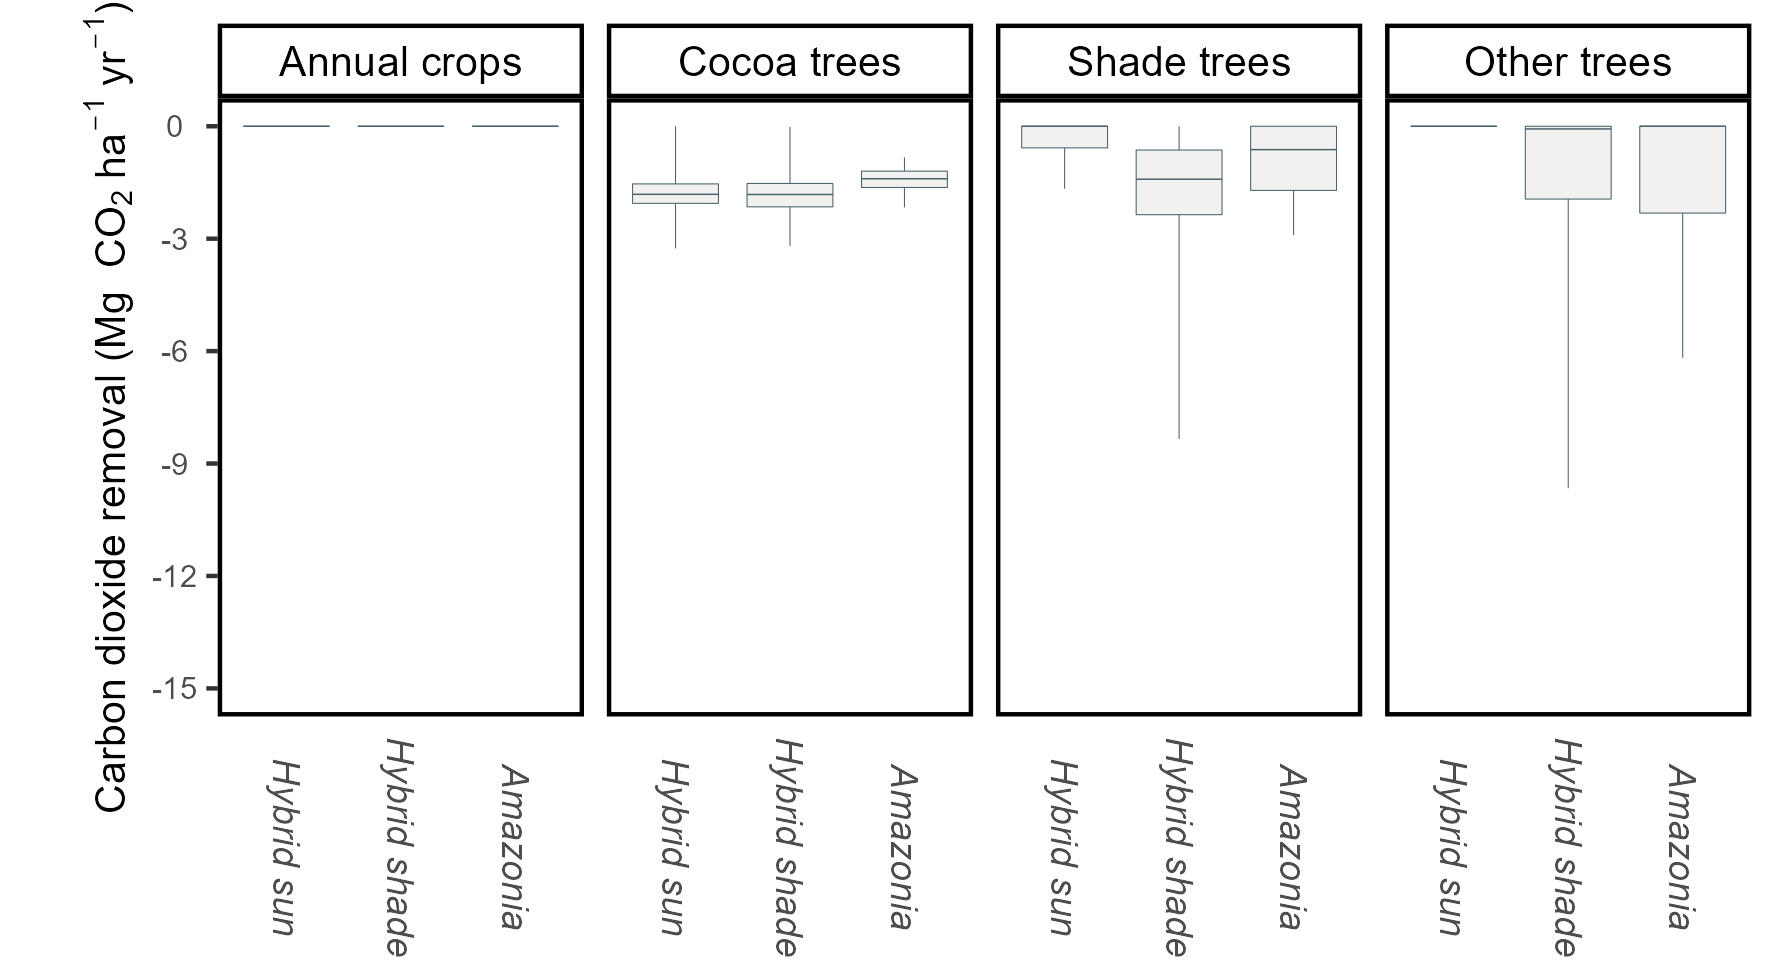 Annual crops
Cocoa trees
Shade trees
Other trees
Carbon dioxide removal (Mg CO₂ ha⁻¹ yr⁻¹)
0
-3
-6
-9
-12
-15
Hybrid sun
Hybrid shade
Amazonia
Hybrid sun
Hybrid shade
Amazonia
Hybrid sun
Hybrid shade
Amazonia
Hybrid sun
Hybrid shade
Amazonia